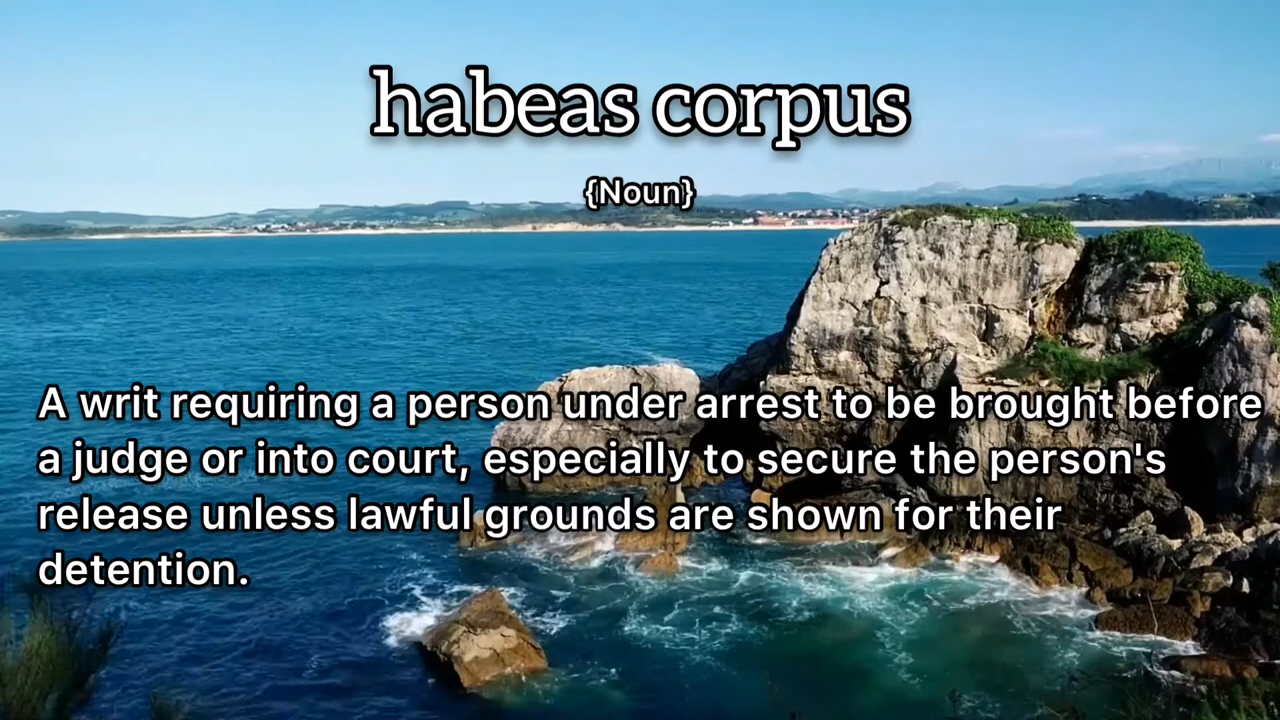 habeas corpus
{Noun}
A writ requiring a person under arrest to be brought before
a judge or into court, especially to secure the person's
release unless lawful grounds are shown for their
detention.